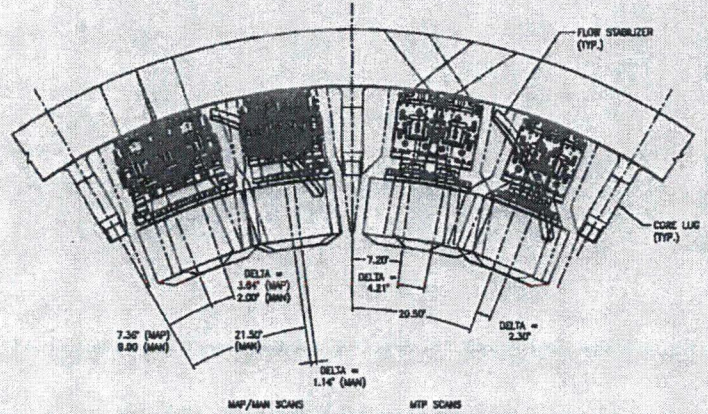 FLOW STABILIZER
(TYP.)
CORE LUG
(TYP.)
7.20°
DELTA =
4.21°
DELTA =
3.64° (MAP)
2.00° (MAN)
29.50°
DELTA =
2.30°
7.36° (MAP)
9.00 (MAN)
21.50°
(MAN)
DELTA =
1.14° (MAN)
MAP/MAN SCANS
MTP SCANS